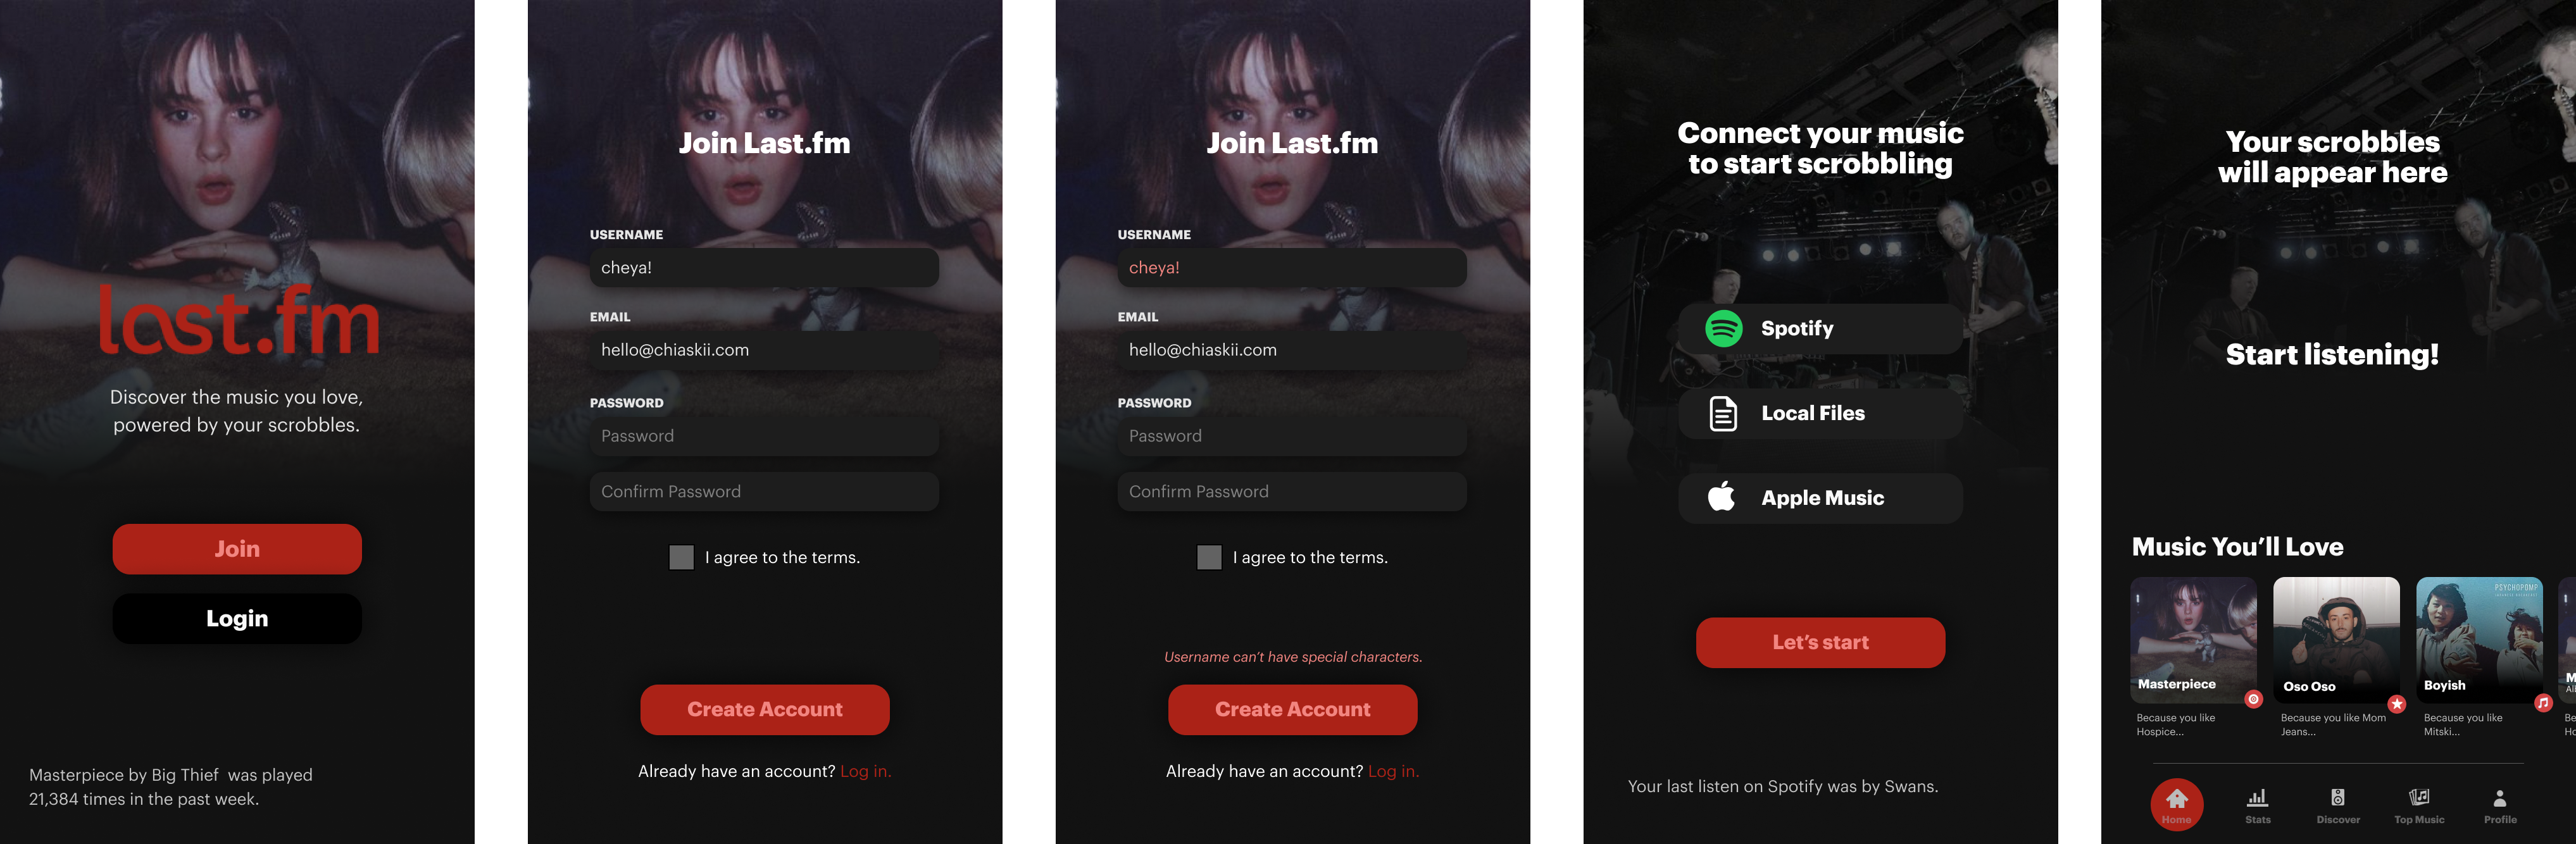 last.fm
Discover the music you love,
powered by your scrobbles.
Join
Login
Masterpiece by Big Thief was played
21,384 times in the past week.
Join Last.fm
USERNAME
cheya!
EMAIL
hello@chiaskii.com
PASSWORD
Password
Confirm Password
I agree to the terms.
Create Account
Already have an account? Log in.
Join Last.fm
USERNAME
cheya!
EMAIL
hello@chiaskii.com
PASSWORD
Password
Confirm Password
I agree to the terms.
Username can't have special characters.
Create Account
Already have an account? Log in.
Connect your music
to start scrobbling
Spotify
Local Files
Apple Music
Let's start
Your last listen on Spotify was by Swans.
Your scrobbles
will appear here
Start listening!
Music You'll Love
Masterpiece
Because you like
Hospice...
Oso Oso
Because you like Mom
Jeans...
PSYCHOPOMP
Boyish
Because you like
Mitski...
Home
Stats
Discover
Top Music
Profile